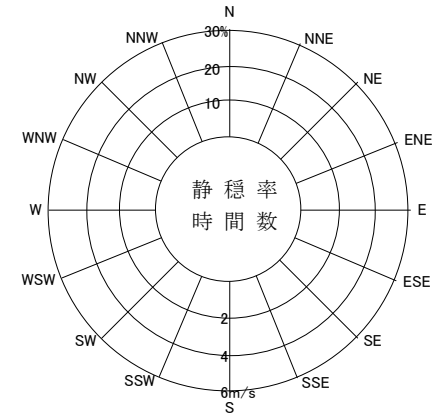 N
NNW
30%
NNE
NW
20
NE
10
WNW
ENE
静穏率
W
時間数
E
WSW
ESE
2
SW
SE
4
SSW
SSE
6m/s
S